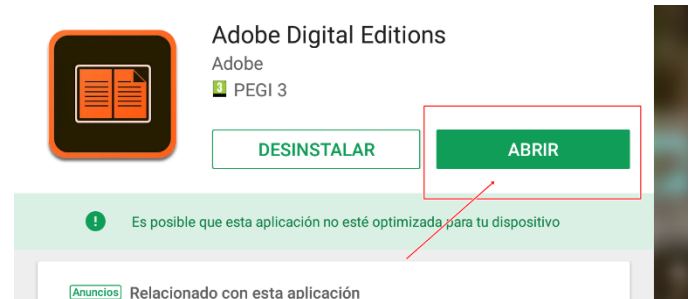 Adobe Digital Editions
Adobe
3 PEGI 3
DESINSTALAR
ABRIR
Es posible que esta aplicación no esté optimizada para tu dispositivo
Anuncios Relacionado con esta aplicación